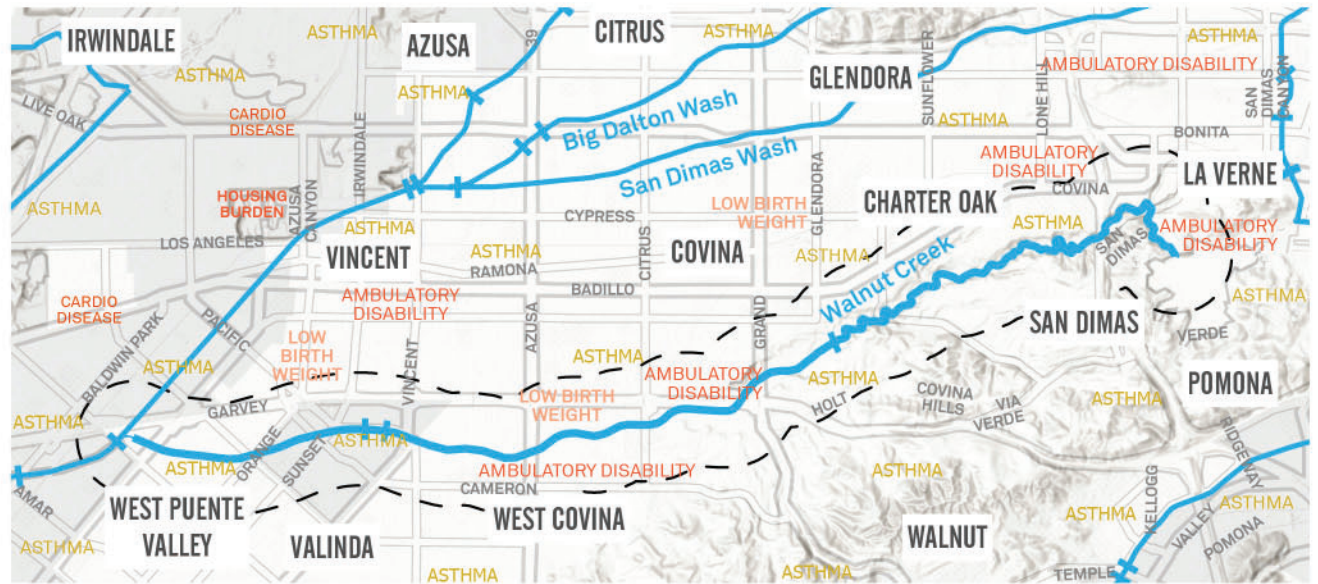 IRWINDALE
ASTHMA
AZUSA
39
CITRUS
ASTHMA
ASTHMA
ASTHMA
GLENDORA
SUNFLOWER
AMBULATORY DISABILITY
LONE HILL
SAN
DIMAS
CANYON
LIVE OAK
ASTHMA
CARDIO
DISEASE
IRWINDALE
Big Dalton Wash
ASTHMA
BONITA
San Dimas Wash
GLENDORA
AMBULATORY
DISABILITY
COVINA
LA VERNE
ASTHMA
HOUSING
BURDEN
AZUSA
CANYON
ASTHMA
CYPRESS
LOW BIRTH
WEIGHT
CHARTER OAK
ASTHMA
SAN
DIMAS
AMBULATORY
DISABILITY
LOS ANGELES
VINCENT
ASTHMA
RAMONA
CITRUS
COVINA
ASTHMA
Walnut Creek
CARDIO
DISEASE
AMBULATORY
DISABILITY
BADILLO
ASTHMA
BALDWIN PARK
PACIFIC
LOW
BIRTH
WEIGHT
VINCENT
AZUSA
GRAND
SAN DIMAS
VERDE
ASTHMA
ASTHMA
AMBULATORY
DISABILITY
ASTHMA
POMONA
ASTHMA
GARVEY
LOW BIRTH
WEIGHT
HOLT
COVINA
HILLS
VIA
VERDE
ASTHMA
ASTHMA
ASTHMA
ORANGE
SUNSET
AMBULATORY DISABILITY
ASTHMA
RIDGE WAY
AMAR
CAMERON
WEST PUENTE
VALLEY
VALINDA
WEST COVINA
WALNUT
KELLOGG
ASTHMA
VALLEY
ASTHMA
POMONA
ASTHMA
ASTHMA
ASTHMA
TEMPLE